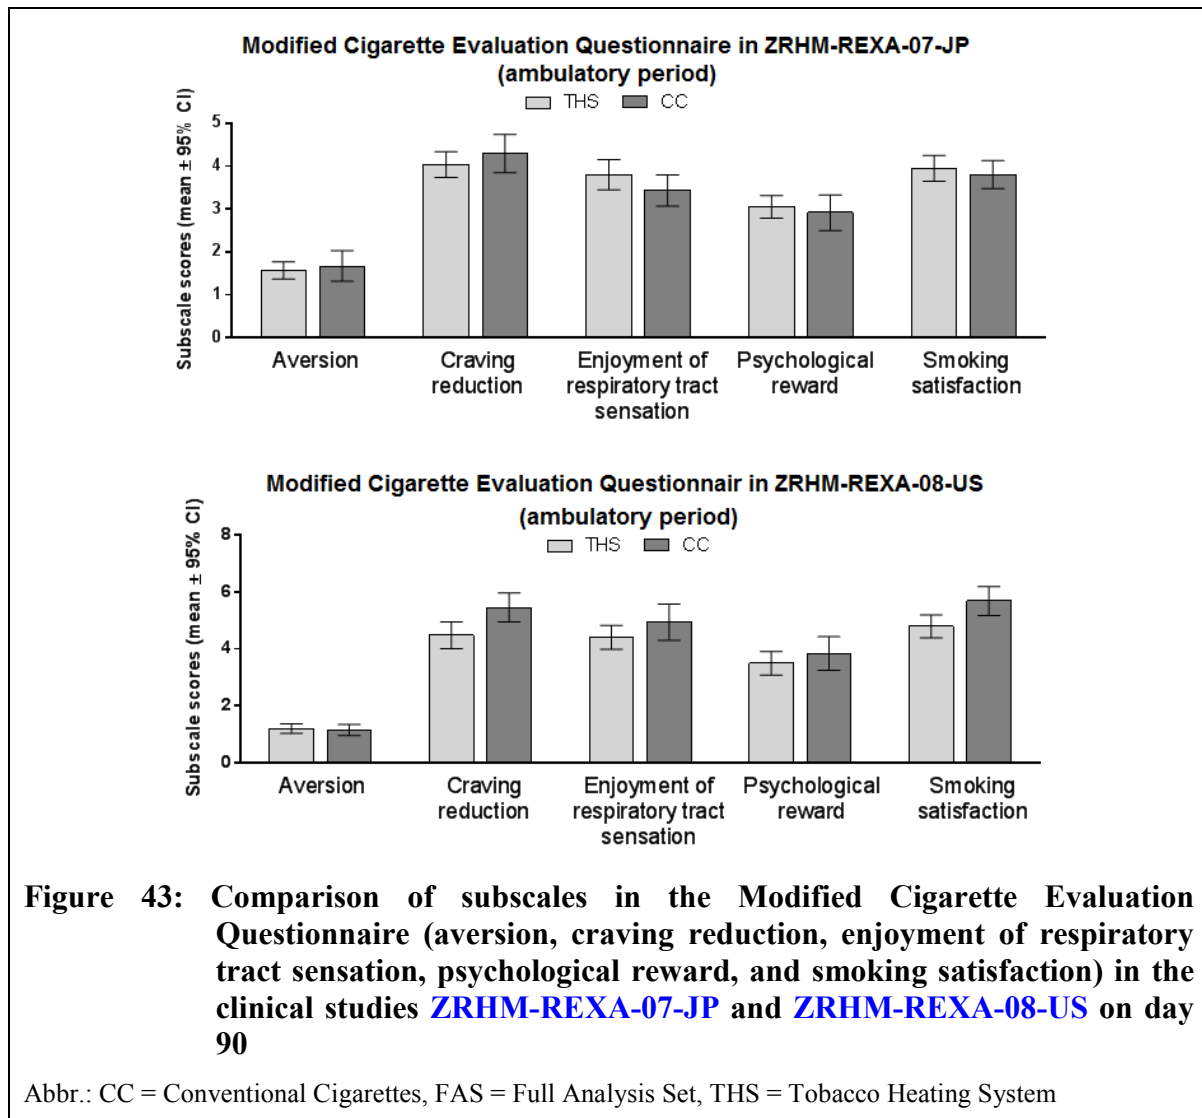 Modified Cigarette Evaluation Questionnaire in ZRHM-REXA-07-JP
(ambulatory period)
THS CC
Subscale scores (mean ± 95% CI)
5
4
3
2
1
0
Aversion
Craving reduction
Enjoyment of respiratory tract sensation
Psychological reward
Smoking satisfaction
Modified Cigarette Evaluation Questionnair in ZRHM-REXA-08-US
(ambulatory period)
THS CC
Subscale scores (mean ± 95% CI)
8
6
4
2
0
Aversion
Craving reduction
Enjoyment of respiratory tract sensation
Psychological reward
Smoking satisfaction
Figure 43: Comparison of subscales in the Modified Cigarette Evaluation
Questionnaire (aversion, craving reduction, enjoyment of respiratory
tract sensation, psychological reward, and smoking satisfaction) in the
clinical studies ZRHM-REXA-07-JP and ZRHM-REXA-08-US on day
90
Abbr.: CC = Conventional Cigarettes, FAS = Full Analysis Set, THS = Tobacco Heating System